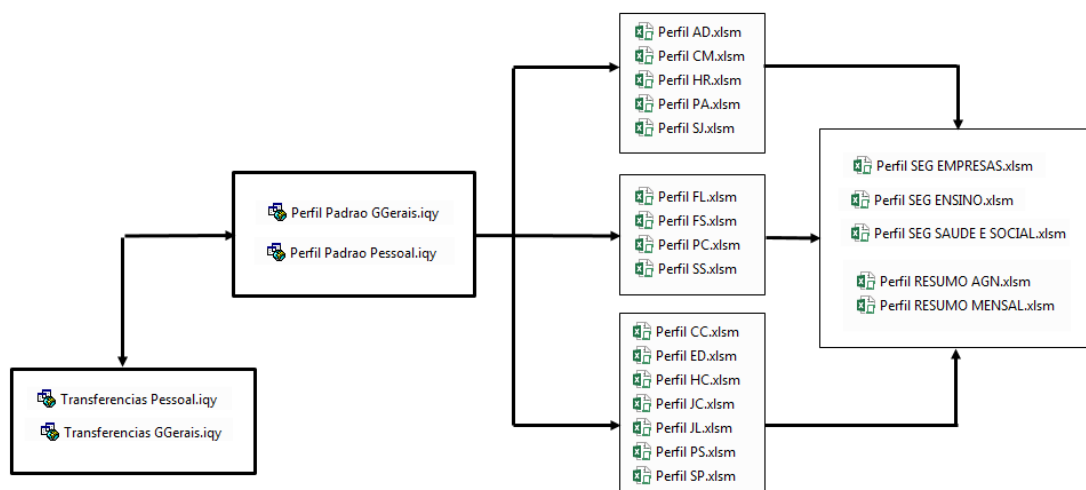 Transferencias Pessoal.iqy
Transferencias GGerais.iqy
Perfil Padrao GGerais.iqy
Perfil Padrao Pessoal.iqy
Perfil AD.xlsm
Perfil CM.xlsm
Perfil HR.xlsm
Perfil PA.xlsm
Perfil SJ.xlsm
Perfil FL.xlsm
Perfil FS.xlsm
Perfil PC.xlsm
Perfil SS.xlsm
Perfil CC.xlsm
Perfil ED.xlsm
Perfil HC.xlsm
Perfil JC.xlsm
Perfil JL.xlsm
Perfil PS.xlsm
Perfil SP.xlsm
Perfil SEG EMPRESAS.xlsm
Perfil SEG ENSINO.xlsm
Perfil SEG SAUDE E SOCIAL.xlsm
Perfil RESUMO AGN.xlsm
Perfil RESUMO MENSAL.xlsm